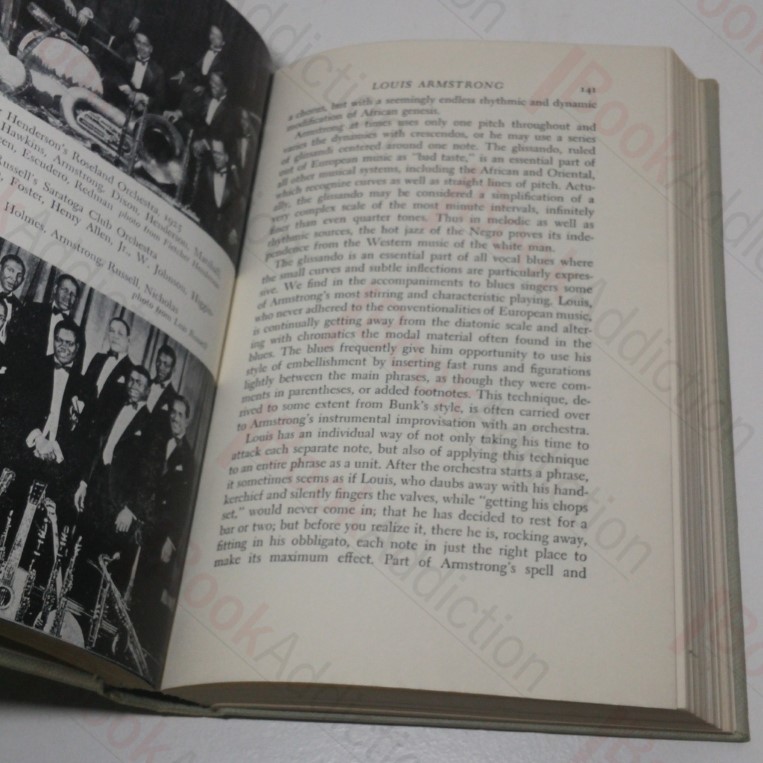 Henderson's Roseland Orchestra, 1925
Hawkins, Armstrong, Dixon, Henderson, Marshall,
Escudero, Redman photo from Fletcher Henderson
Russell's Saratoga Club Orchestra
Foster, Henry Allen, Jr., W. Johnson, Higgin-
Holmes, Armstrong, Russell, Nicholas
photo from Luis Russell
LOUIS ARMSTRONG 141
a chorus, but with a seemingly endless rhythmic and dynamic
modification of African genesis.
Armstrong at times uses only one pitch throughout and
varies the dynamics with crescendos, or he may use a series
of glissandi centered around one note. The glissando, ruled
out of European music as "bad taste," is an essential part of
all other musical systems, including the African and Oriental,
which recognize curves as well as straight lines of pitch. Actu-
ally, the glissando may be considered a simplification of a
very complex scale of the most minute intervals, infinitely
finer than even quarter tones. Thus in melodic as well as
rhythmic sources, the hot jazz of the Negro proves its inde-
pendence from the Western music of the white man.
The glissando is an essential part of all vocal blues where
the small curves and subtle inflections are particularly expres-
sive. We find in the accompaniments to blues singers some
of Armstrong's most stirring and characteristic playing. Louis,
who never adhered to the conventionalities of European music,
is continually getting away from the diatonic scale and alter-
ing with chromatics the modal material often found in the
blues. The blues frequently give him opportunity to use his
style of embellishment by inserting fast runs and figurations
lightly between the main phrases, as though they were com-
ments in parentheses, or added footnotes. This technique, de-
rived to some extent from Bunk's style, is often carried over
to Armstrong's instrumental improvisation with an orchestra.
Louis has an individual way of not only taking his time to
attack each separate note, but also of applying this technique
to an entire phrase as a unit. After the orchestra starts a phrase,
it sometimes seems as if Louis, who daubs away with his hand-
kerchief and silently fingers the valves, while "getting his chops
set," would never come in; that he has decided to rest for a
bar or two; but before you realize it, there he is, rocking away,
fitting in his obbligato, each note in just the right place to
make its maximum effect. Part of Armstrong's spell and
BookAddiction